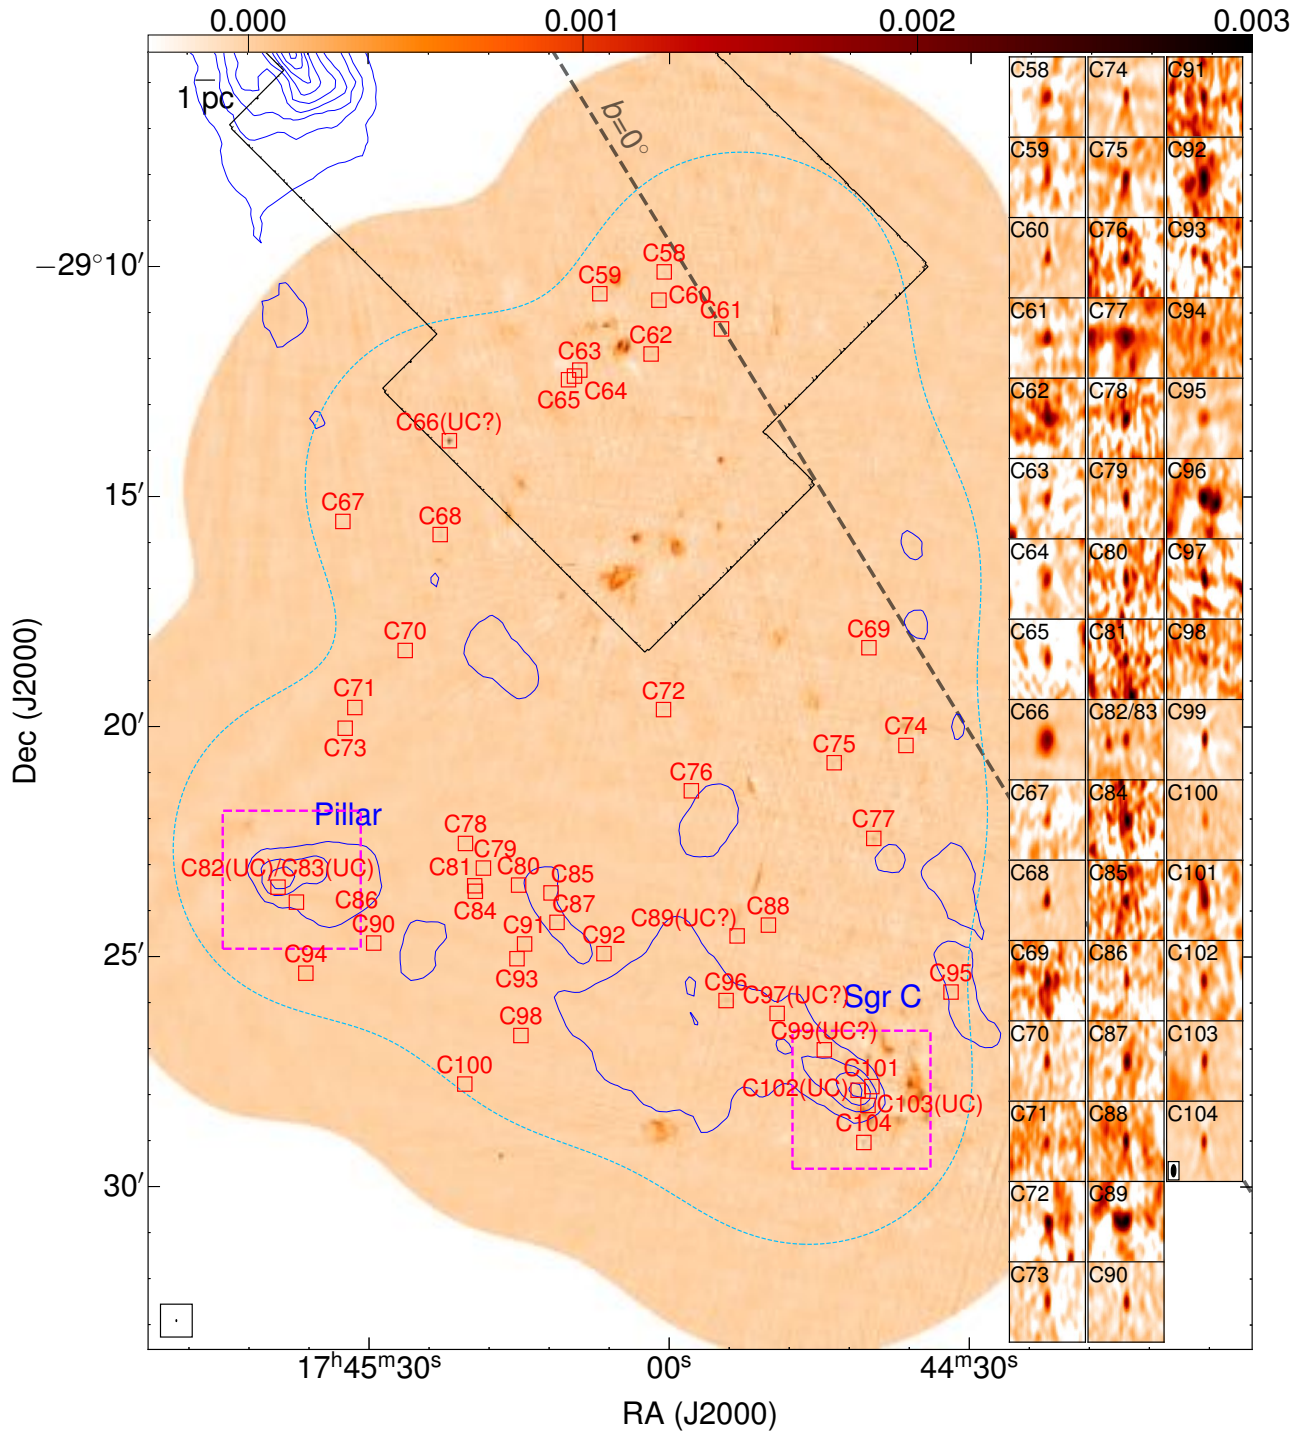 0.000 0.001 0.002 0.003
1 pc
b=0°
C58 C74 C91
C59 C75 C92
C60 C76 C93
C61 C77 C94
C62 C78 C95
C63 C79 C96
C64 C80 C97
C65 C81 C98
C66 C82/83 C99
C67 C84 C100
C68 C85 C101
C69 C86 C102
C70 C87 C103
C71 C88 C104
C72 C89
C73 C90
−29°10′
15′
20′
25′
30′
Dec (J2000)
C58
C59
C60
C61
C62
C63
C64
C65
C66(UC?)
C67
C68
C69
C70
C71
C72
C73
C74
C75
C76
C77
Pillar
C78
C79
C80
C81
C82(UC)
C83(UC)
C84
C85
C86
C87
C88
C89(UC?)
C90
C91
C92
C93
C94
C95
C96
C97(UC?)
Sgr C
C98
C99(UC?)
C100
C101
C102(UC)
C103(UC)
C104
17ʰ45ᵐ30ˢ 00ˢ 44ᵐ30ˢ
RA (J2000)